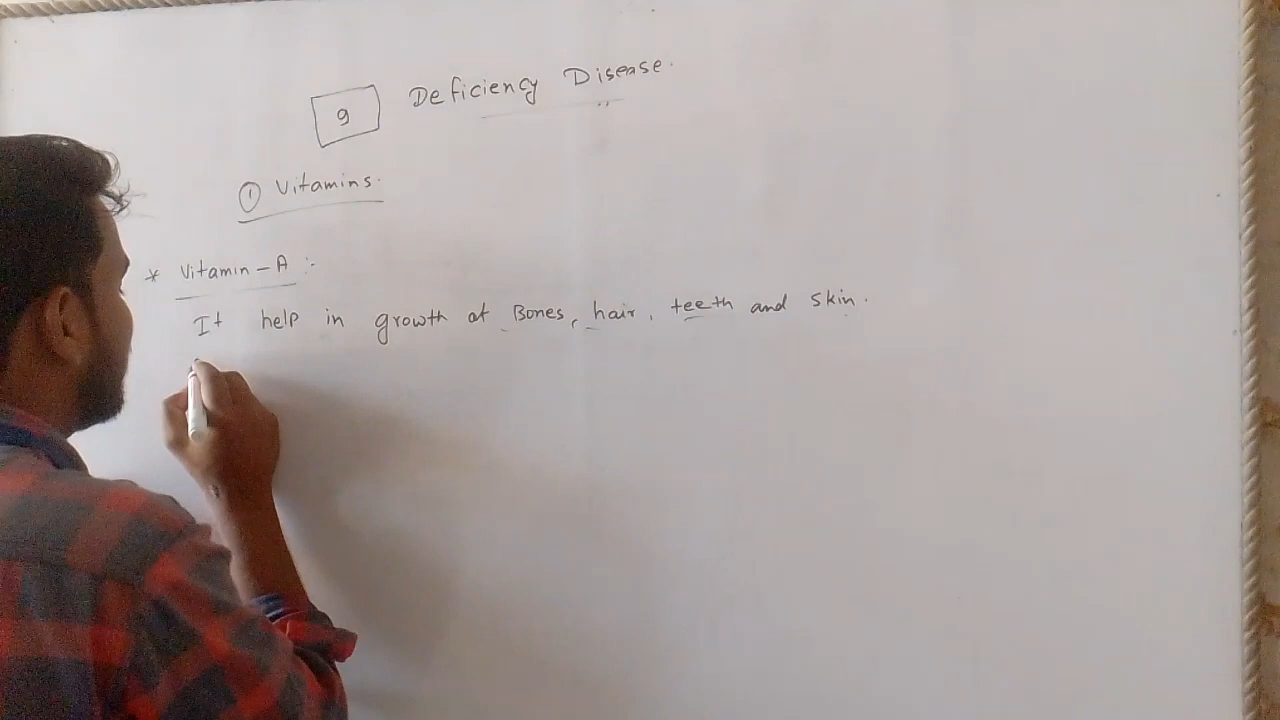 9 Deficiency Disease.
① Vitamins.
* Vitamin-A :-
It help in growth of Bones, hair, teeth and skin.